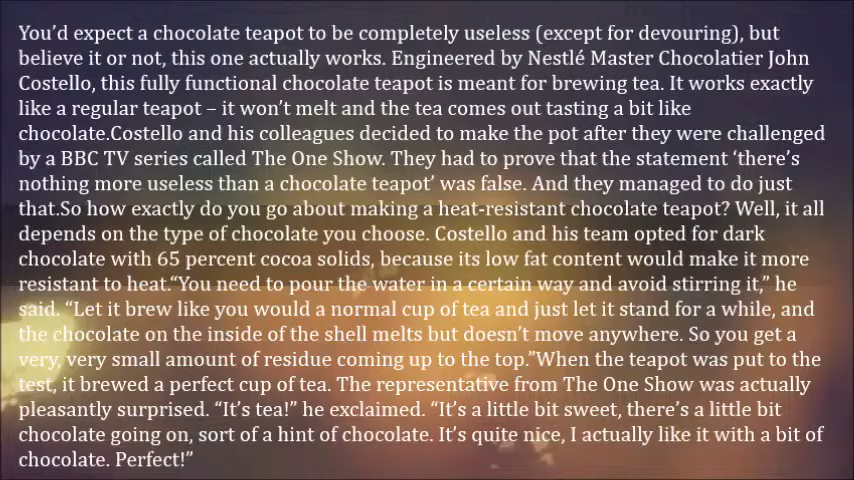 You’d expect a chocolate teapot to be completely useless (except for devouring), but
believe it or not, this one actually works. Engineered by Nestlé Master Chocolatier John
Costello, this fully functional chocolate teapot is meant for brewing tea. It works exactly
like a regular teapot – it won’t melt and the tea comes out tasting a bit like
chocolate.Costello and his colleagues decided to make the pot after they were challenged
by a BBC TV series called The One Show. They had to prove that the statement ‘there’s
nothing more useless than a chocolate teapot’ was false. And they managed to do just
that.So how exactly do you go about making a heat-resistant chocolate teapot? Well, it all
depends on the type of chocolate you choose. Costello and his team opted for dark
chocolate with 65 percent cocoa solids, because its low fat content would make it more
resistant to heat.“You need to pour the water in a certain way and avoid stirring it,” he
said. “Let it brew like you would a normal cup of tea and just let it stand for a while, and
the chocolate on the inside of the shell melts but doesn’t move anywhere. So you get a
very, very small amount of residue coming up to the top.”When the teapot was put to the
test, it brewed a perfect cup of tea. The representative from The One Show was actually
pleasantly surprised. “It’s tea!” he exclaimed. “It’s a little bit sweet, there’s a little bit
chocolate going on, sort of a hint of chocolate. It’s quite nice, I actually like it with a bit of
chocolate. Perfect!”